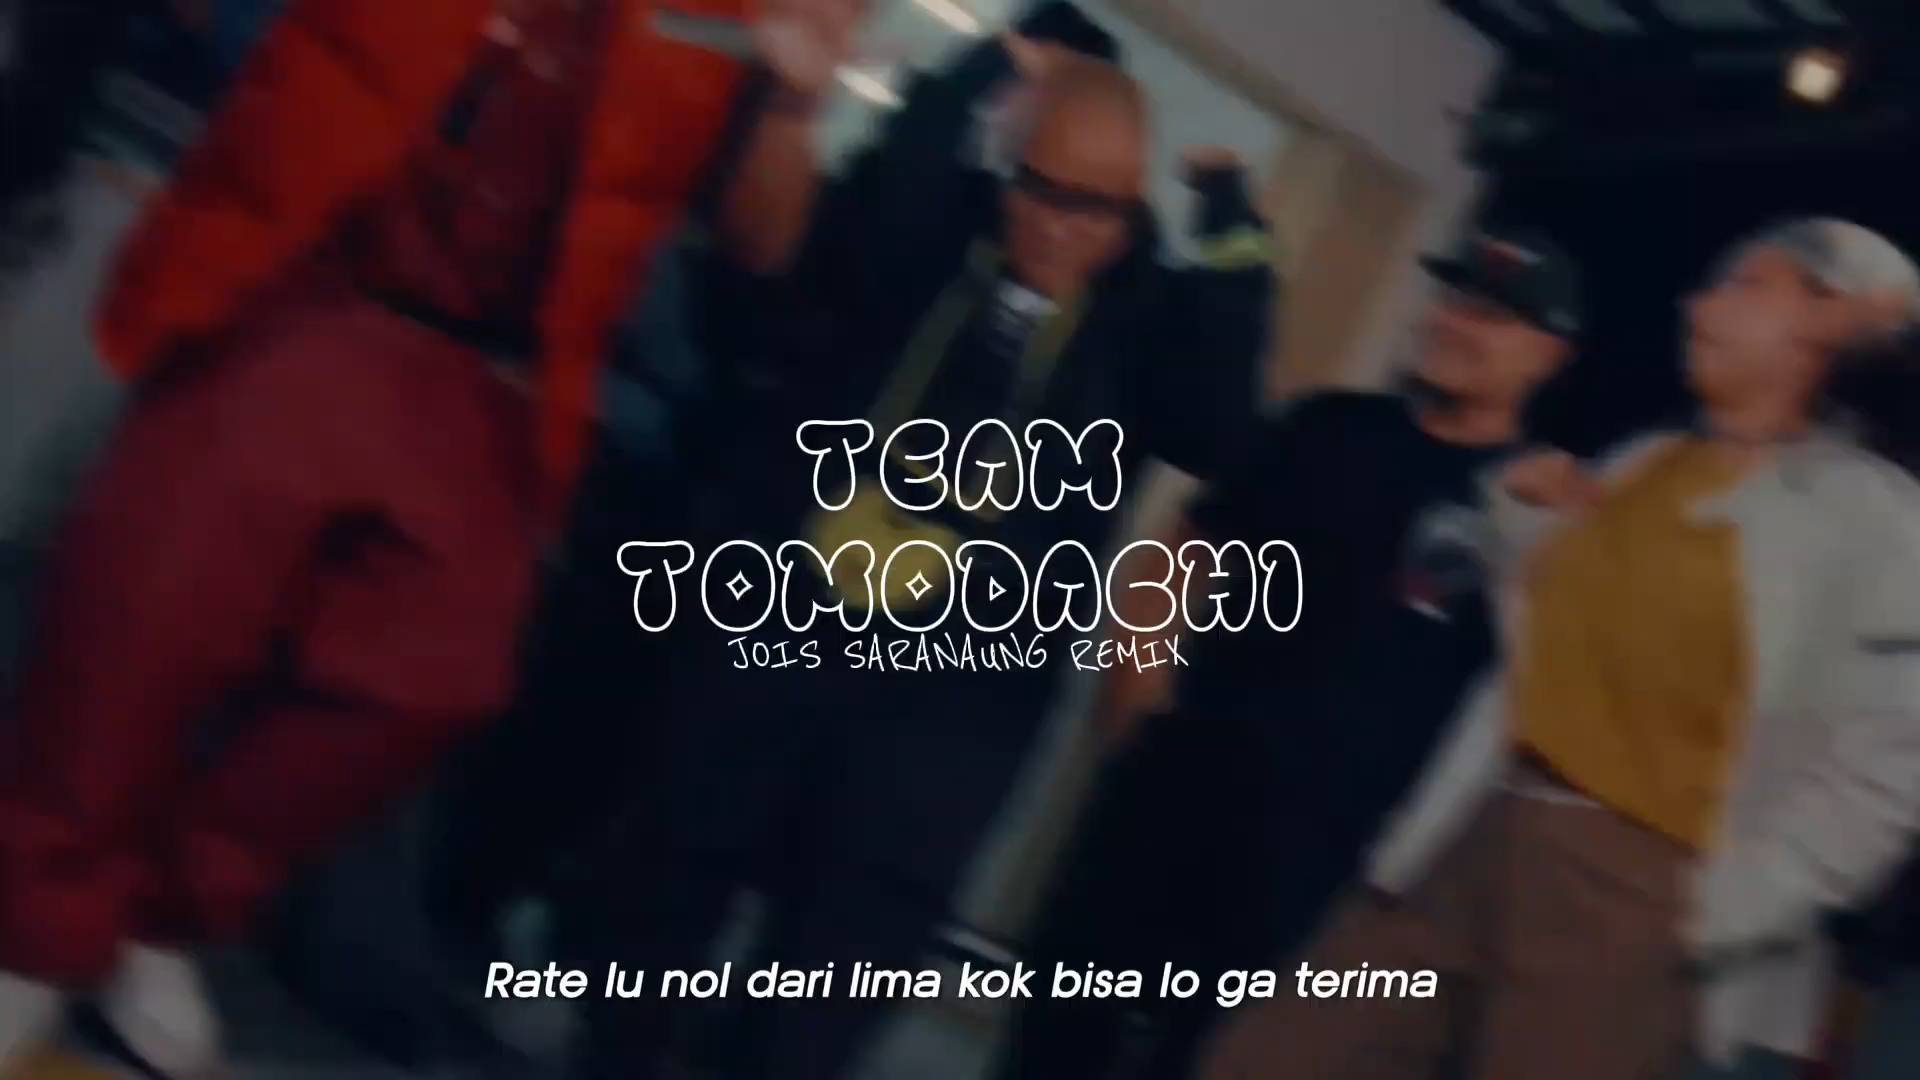 TEAM
TOMODACHI
JOIS SARANAUNG REMIX
Rate lu nol dari lima kok bisa lo ga terima